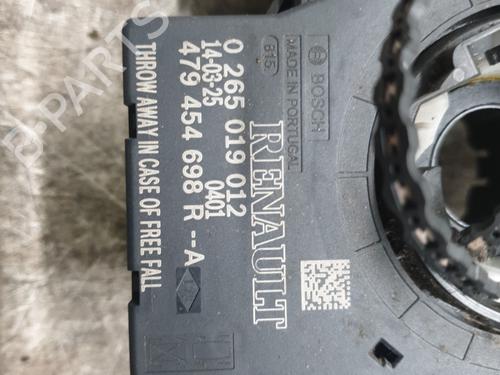 BOSCH
MADE IN PORTUGAL
815
RENAULT
0 265 019 012
14-03-25 0401
479 454 698 R --A
THROW AWAY IN CASE OF FREE FALL
B-PARTS